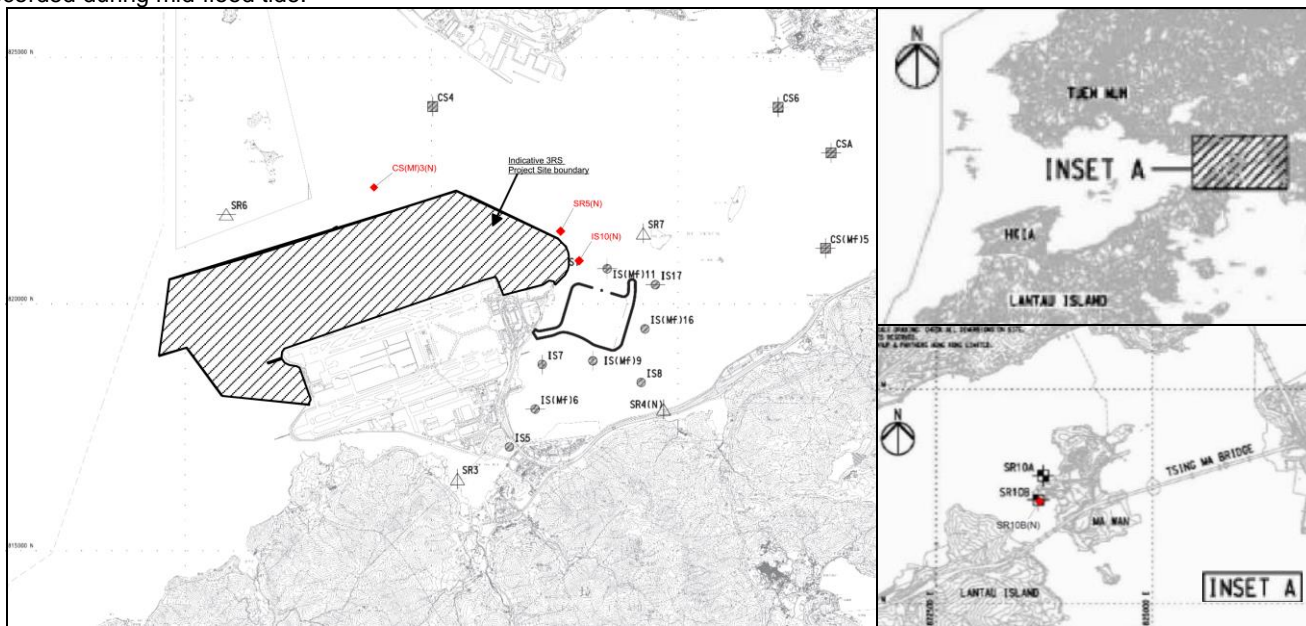 recorded during mid-flood tide.
825000 N
CS4
CS6
CSA
CS(Mf)3(N)
Indicative 3RS
Project Site boundary
SR6
SR5(N)
SR7
IS10(N)
CS(Mf)5
IS(Mf)11
IS17
820000 N
IS(Mf)16
IS7
IS(Mf)9
IS8
IS(Mf)6
SR4(N)
IS5
SR3
815000 N
N
TUEN MUN
INSET A
HKIA
LANTAU ISLAND
N
SR10A
SR10B
SR10B(N)
TSING MA BRIDGE
MA WAN
LANTAU ISLAND
INSET A
822500 E
825000 E